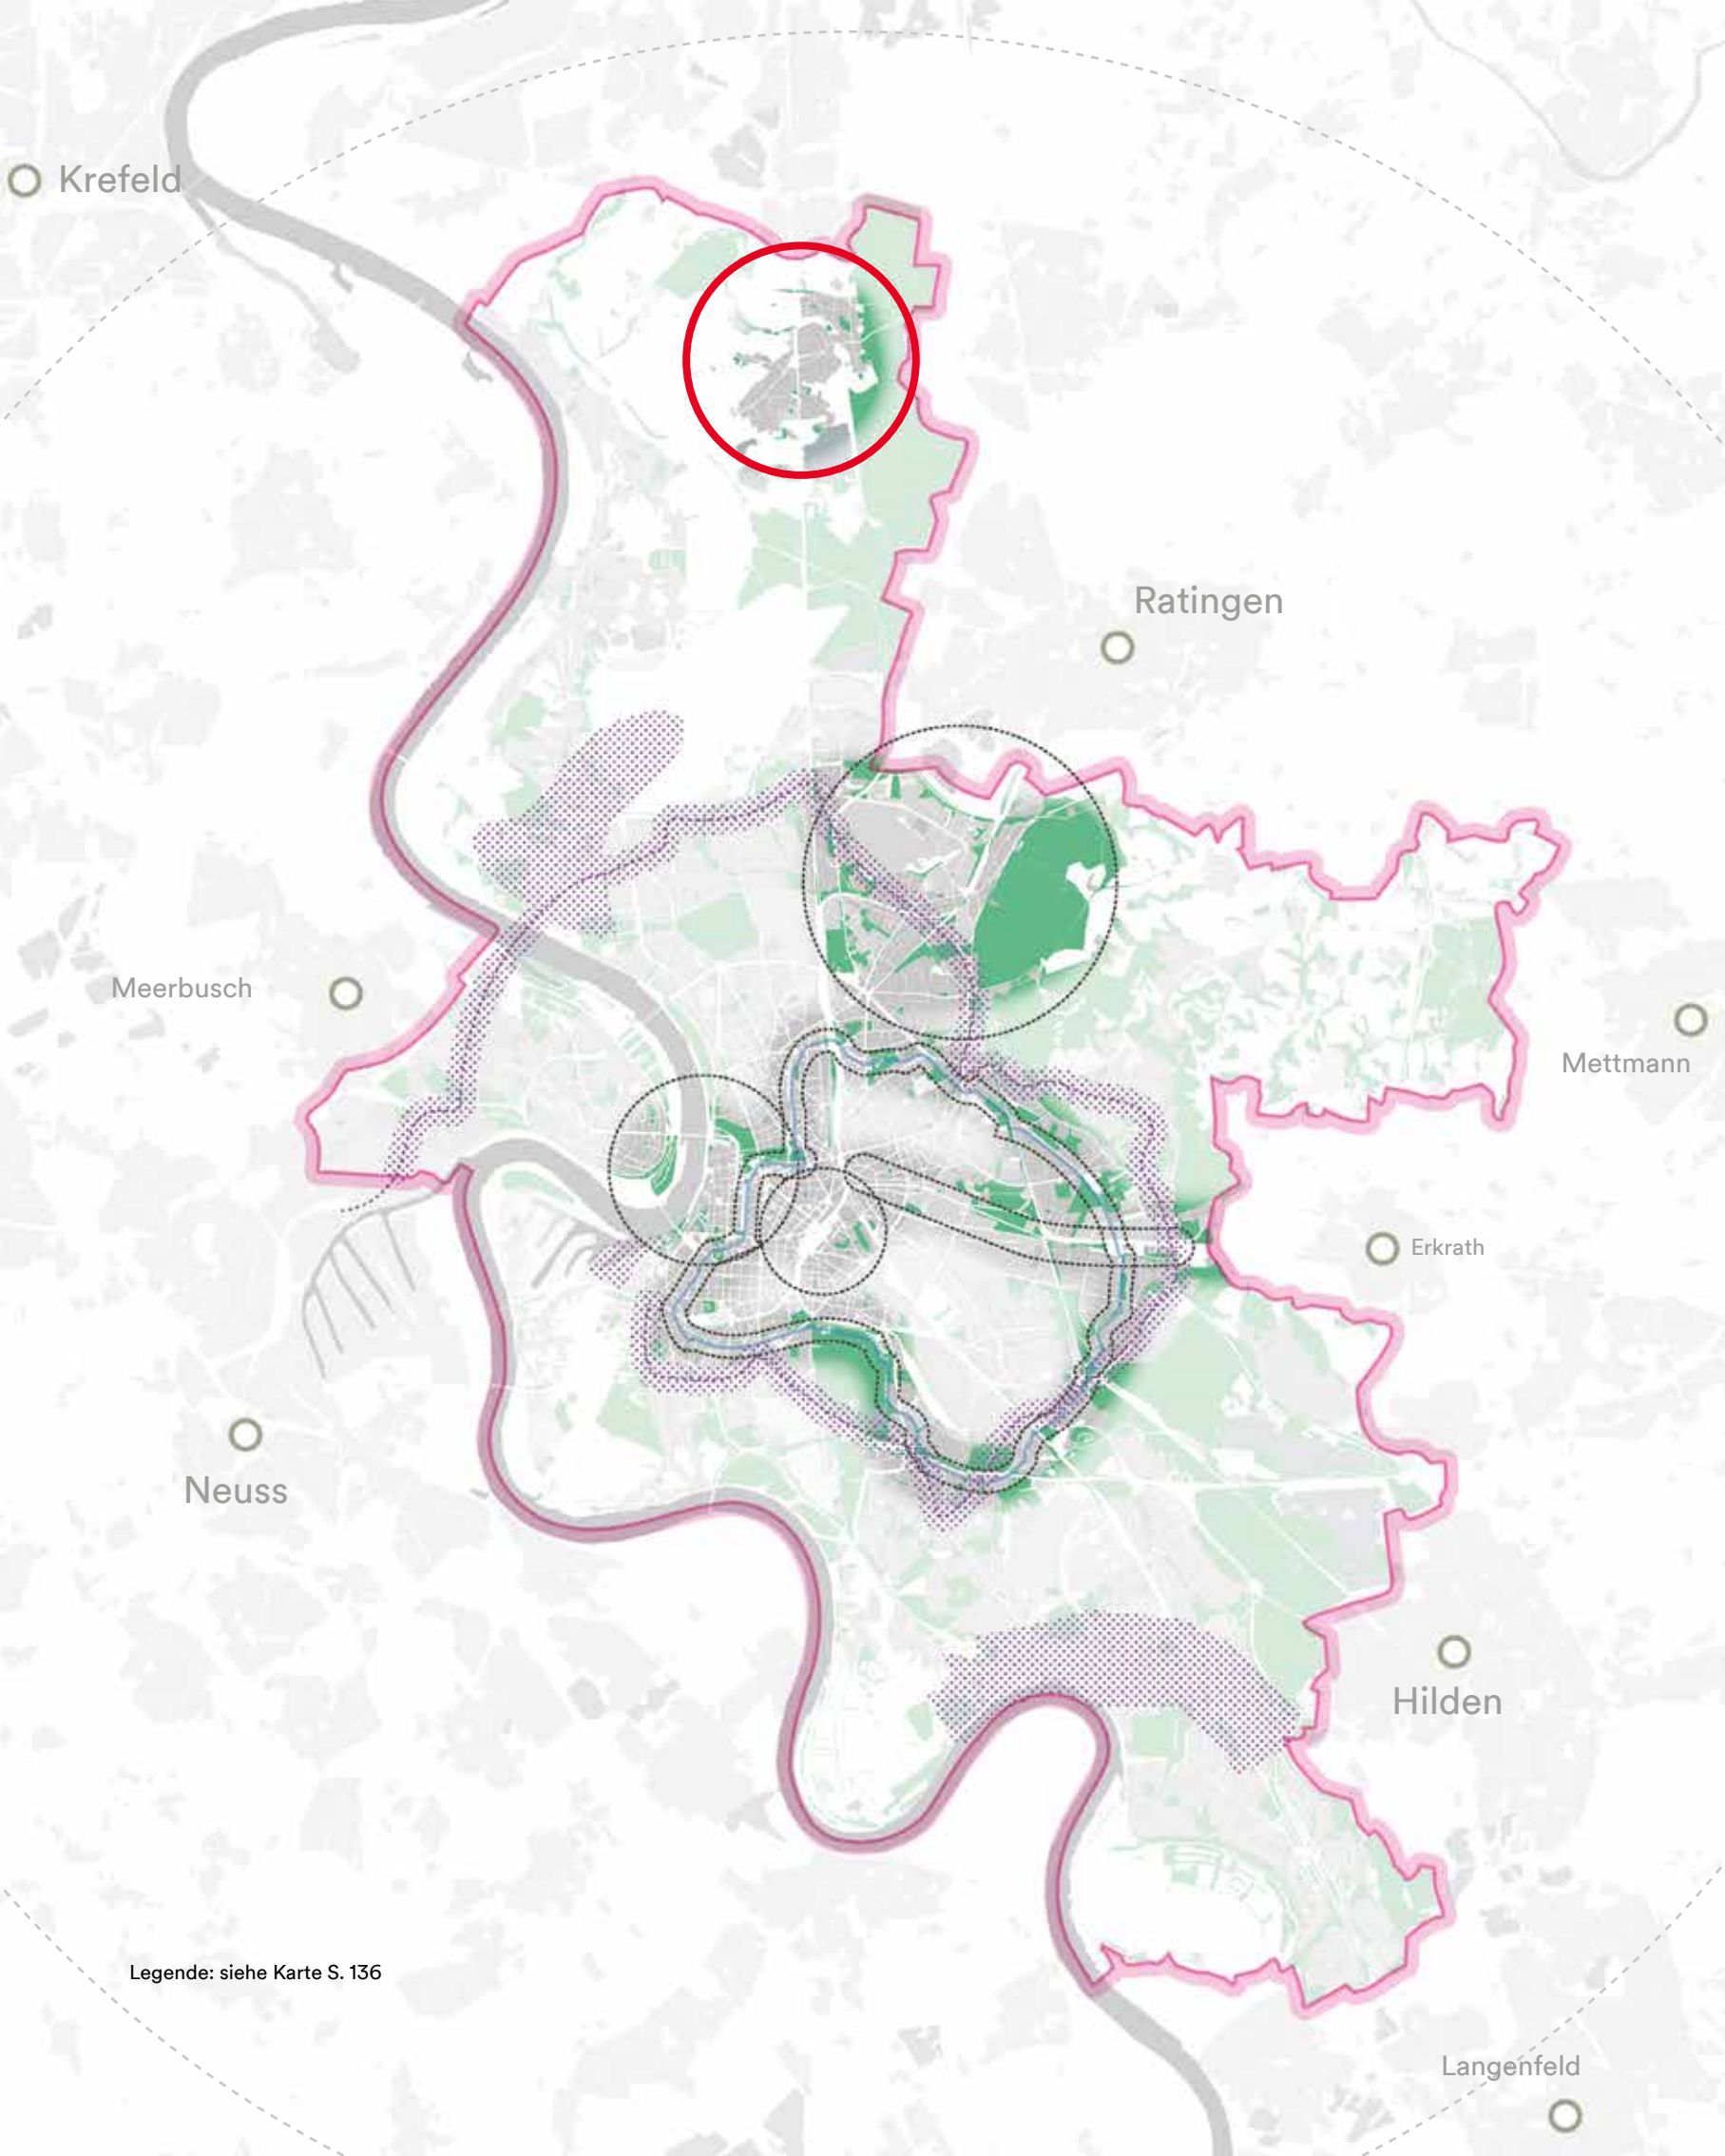 Krefeld
Ratingen
Meerbusch
Mettmann
Erkrath
Neuss
Hilden
Legende: siehe Karte S. 136
Langenfeld